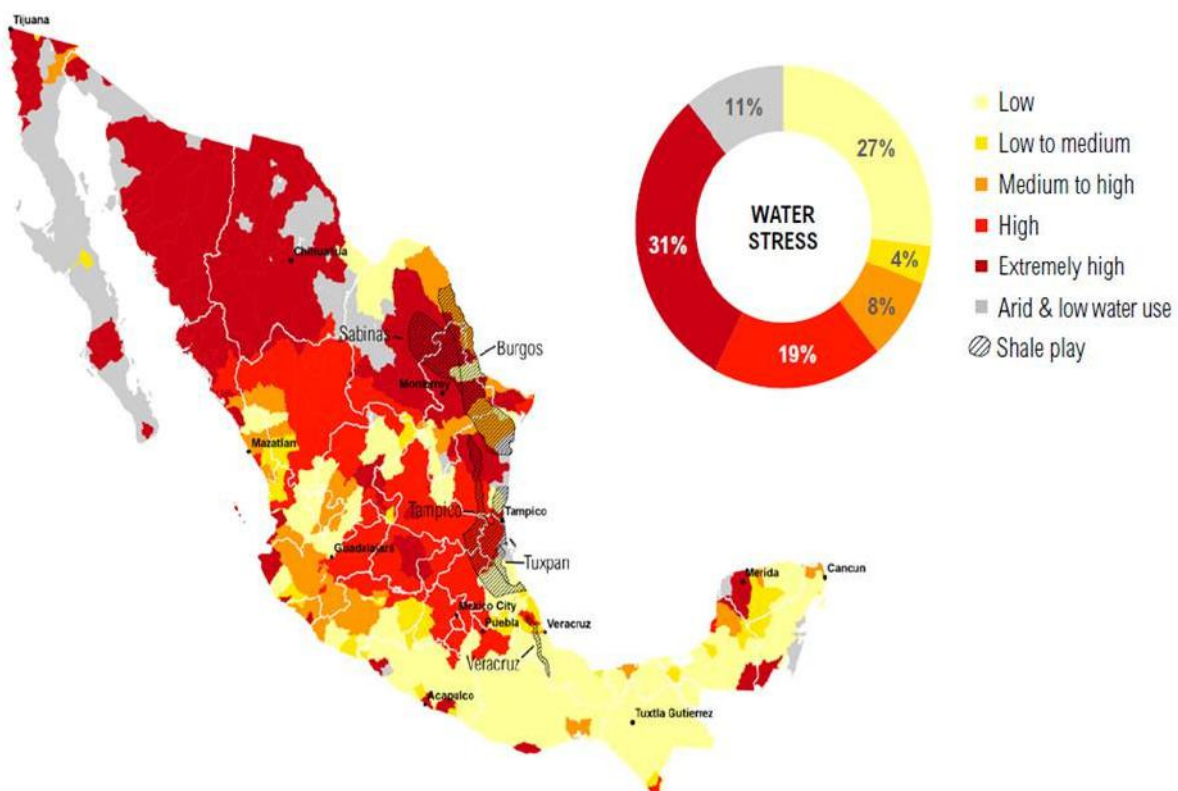 Tijuana
Chihuahua
Sabinas
Burgos
Monterrey
Mazatlan
Tampico
Tampico
Tuxpan
Guadalajara
Mexico City
Puebla
Veracruz
Veracruz
Acapulco
Tuxtla Gutierrez
Merida
Cancun
11%
27%
4%
8%
19%
31%
WATER
STRESS
Low
Low to medium
Medium to high
High
Extremely high
Arid & low water use
Shale play